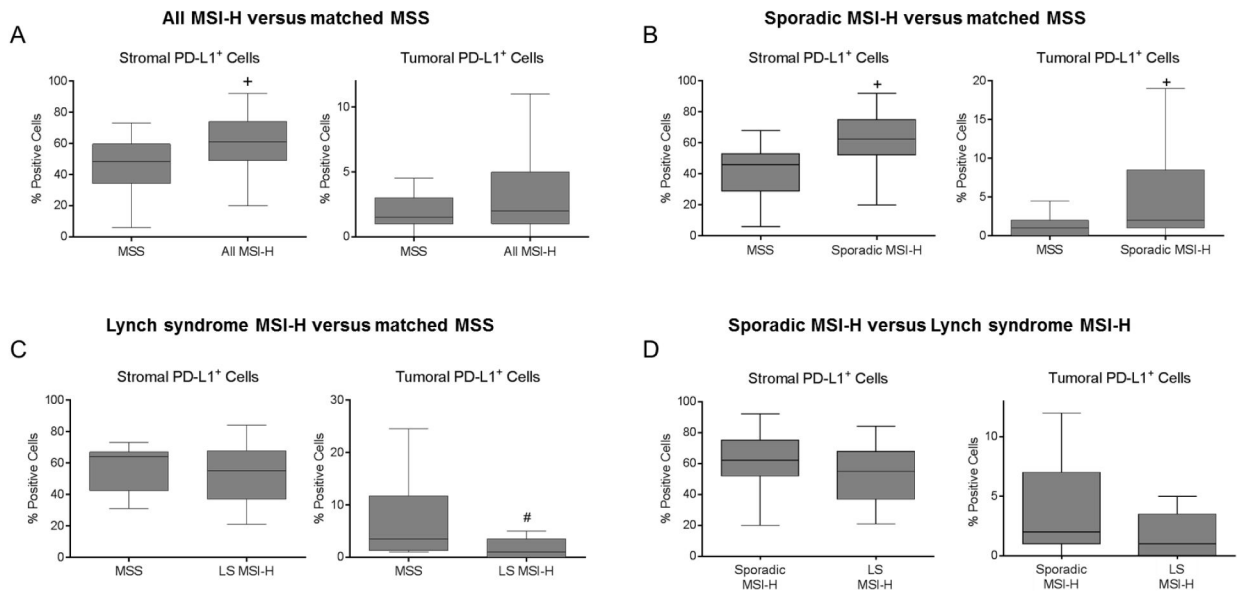 All MSI-H versus matched MSS
A
Stromal PD-L1+ Cells
% Positive Cells
100
80
60
40
20
0
+
MSS
All MSI-H
Tumoral PD-L1+ Cells
% Positive Cells
10
5
0
MSS
All MSI-H
Sporadic MSI-H versus matched MSS
B
Stromal PD-L1+ Cells
% Positive Cells
100
80
60
40
20
0
+
MSS
Sporadic MSI-H
Tumoral PD-L1+ Cells
% Positive Cells
20
15
10
5
0
+
MSS
Sporadic MSI-H
Lynch syndrome MSI-H versus matched MSS
C
Stromal PD-L1+ Cells
% Positive Cells
100
80
60
40
20
0
MSS
LS MSI-H
Tumoral PD-L1+ Cells
% Positive Cells
30
20
10
0
#
MSS
LS MSI-H
Sporadic MSI-H versus Lynch syndrome MSI-H
D
Stromal PD-L1+ Cells
% Positive Cells
100
80
60
40
20
0
Sporadic
MSI-H
LS
MSI-H
Tumoral PD-L1+ Cells
% Positive Cells
10
5
0
Sporadic
MSI-H
LS
MSI-H